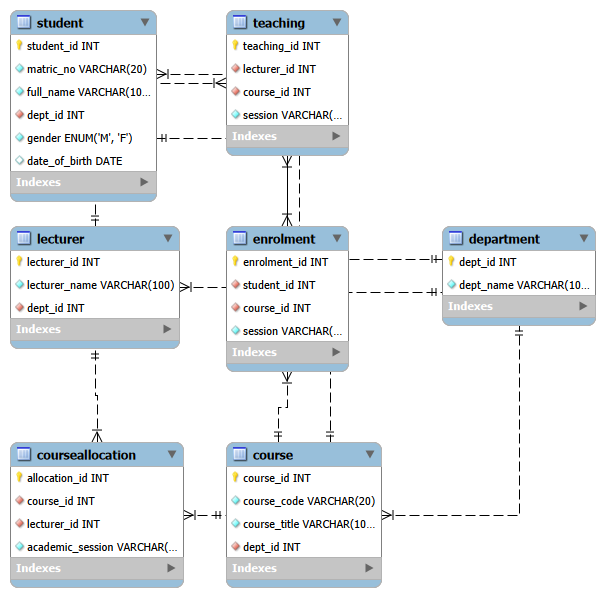 student
student_id INT
matric_no VARCHAR(20)
full_name VARCHAR(10...
dept_id INT
gender ENUM('M', 'F')
date_of_birth DATE
Indexes
teaching
teaching_id INT
lecturer_id INT
course_id INT
session VARCHAR(...
Indexes
lecturer
lecturer_id INT
lecturer_name VARCHAR(100)
dept_id INT
Indexes
enrolment
enrolment_id INT
student_id INT
course_id INT
session VARCHAR(...
Indexes
department
dept_id INT
dept_name VARCHAR(10...
Indexes
courseallocation
allocation_id INT
course_id INT
lecturer_id INT
academic_session VARCHAR(...
Indexes
course
course_id INT
course_code VARCHAR(20)
course_title VARCHAR(10...
dept_id INT
Indexes